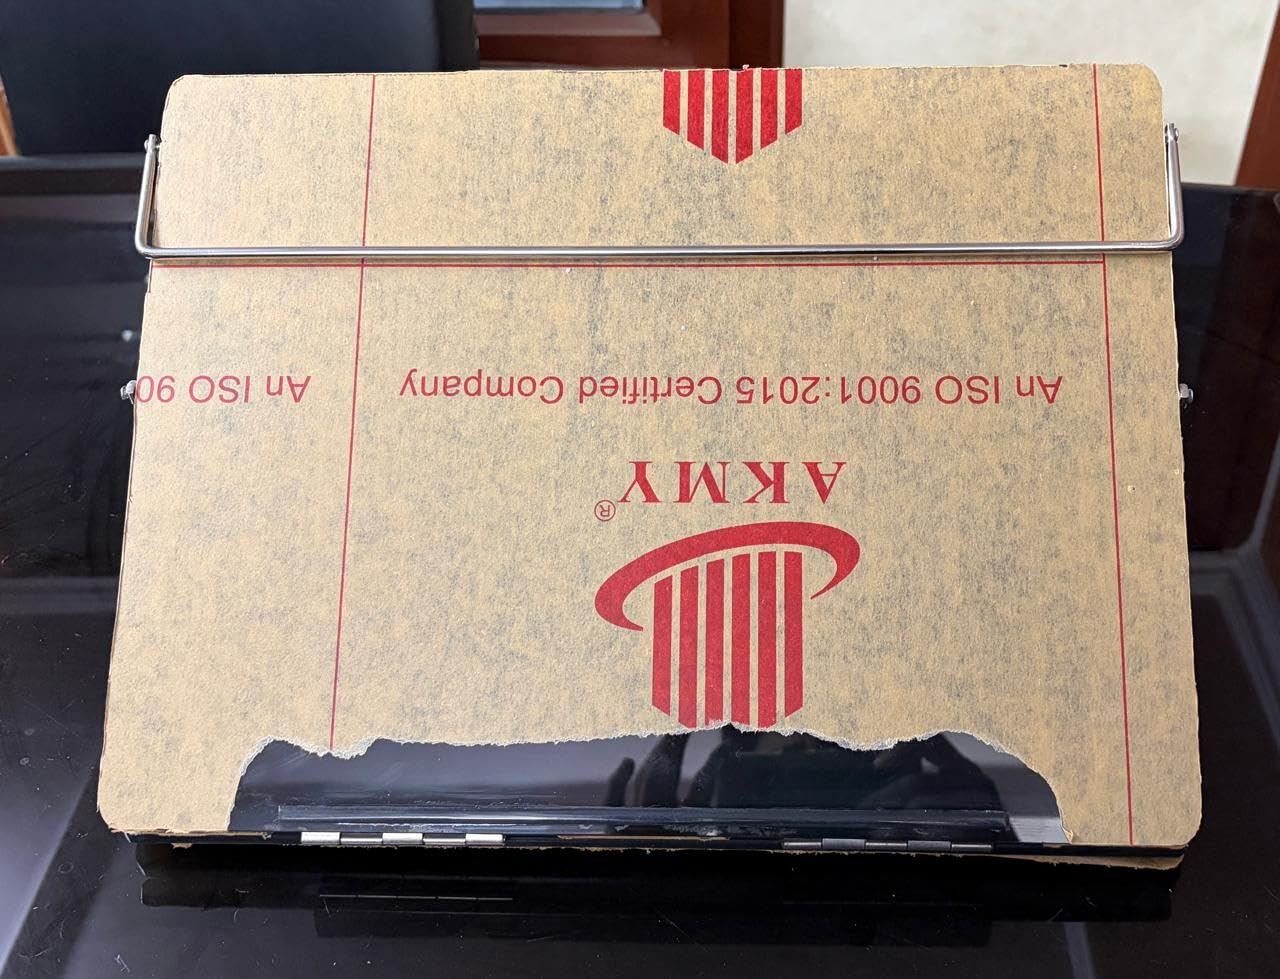 AKMY®
An ISO 9001:2015 Certified Company
An ISO 90